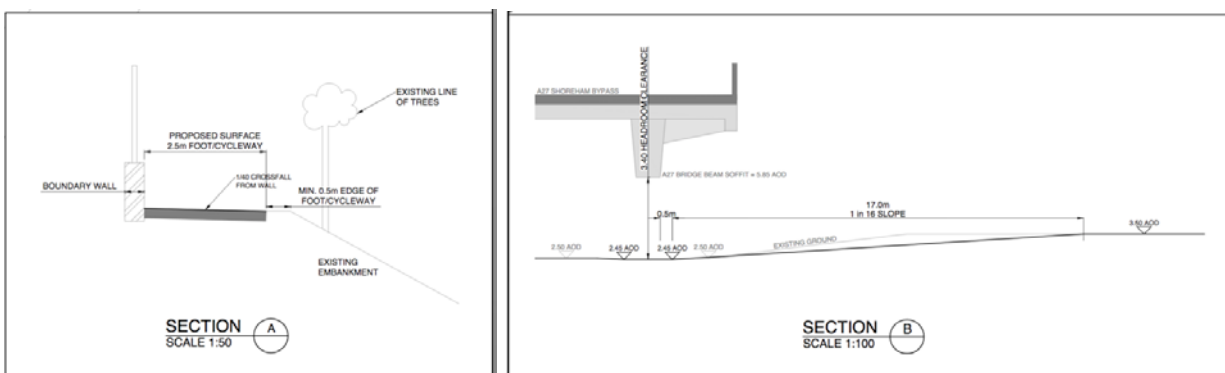 EXISTING LINE
OF TREES
PROPOSED SURFACE
2.5m FOOT/CYCLEWAY
1/40 CROSSFALL
FROM WALL
BOUNDARY WALL
MIN. 0.5m EDGE OF
FOOT/CYCLEWAY
EXISTING
EMBANKMENT
SECTION A
SCALE 1:50
A27 SHOREHAM BYPASS
3.40 HEADROOM CLEARANCE
A27 BRIDGE BEAM SOFFIT = 5.85 AOD
0.5m
17.0m
1 in 16 SLOPE
2.50 AOD
2.45 AOD
2.45 AOD
2.50 AOD
EXISTING GROUND
3.50 AOD
SECTION B
SCALE 1:100